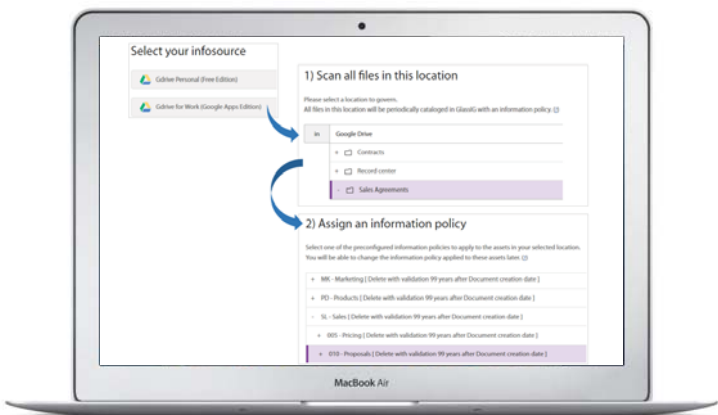 Select your infosource
Gdrive Personal (Free Edition)
Gdrive for Work (Google Apps Edition)
1) Scan all files in this location
Please select a location to govern.
All files in this location will be periodically cataloged in GlassIG with an information policy. (i)
In Google Drive
+ Contracts
+ Record center
- Sales Agreements
2) Assign an information policy
Select one of the preconfigured information policies to apply to the assets in your selected location.
You will be able to change the information policy applied to these assets later. (i)
+ MK - Marketing [ Delete with validation 99 years after Document creation date ]
+ PD - Products [ Delete with validation 99 years after Document creation date ]
- SL - Sales [ Delete with validation 99 years after Document creation date ]
+ 005 - Pricing [ Delete with validation 99 years after Document creation date ]
+ 010 - Proposals [ Delete with validation 99 years after Document creation date ]
MacBook Air